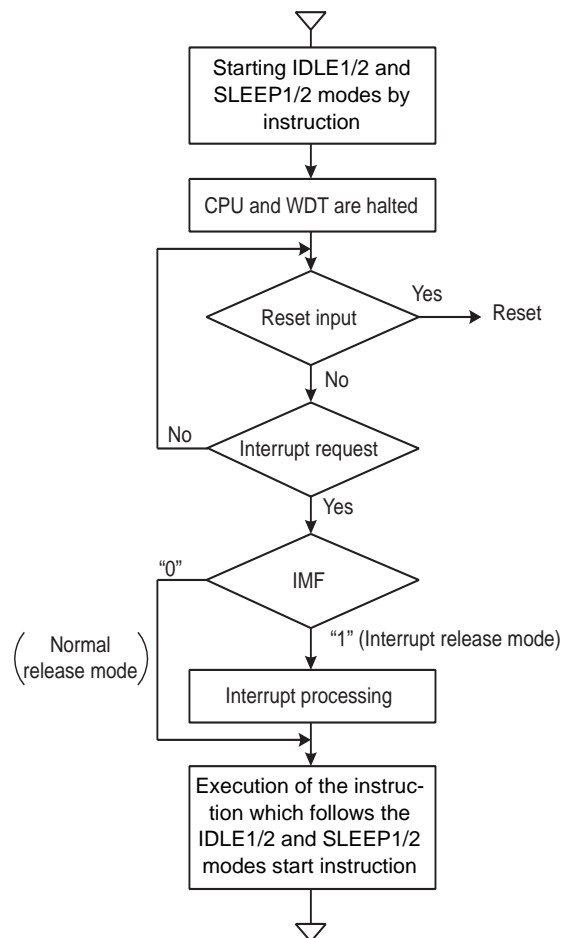 Starting IDLE1/2 and
SLEEP1/2 modes by
instruction
CPU and WDT are halted
Reset input
Yes
Reset
No
Interrupt request
No
Yes
IMF
“0”
“1” (Interrupt release mode)
Normal
release mode
Interrupt processing
Execution of the instruc-
tion which follows the
IDLE1/2 and SLEEP1/2
modes start instruction